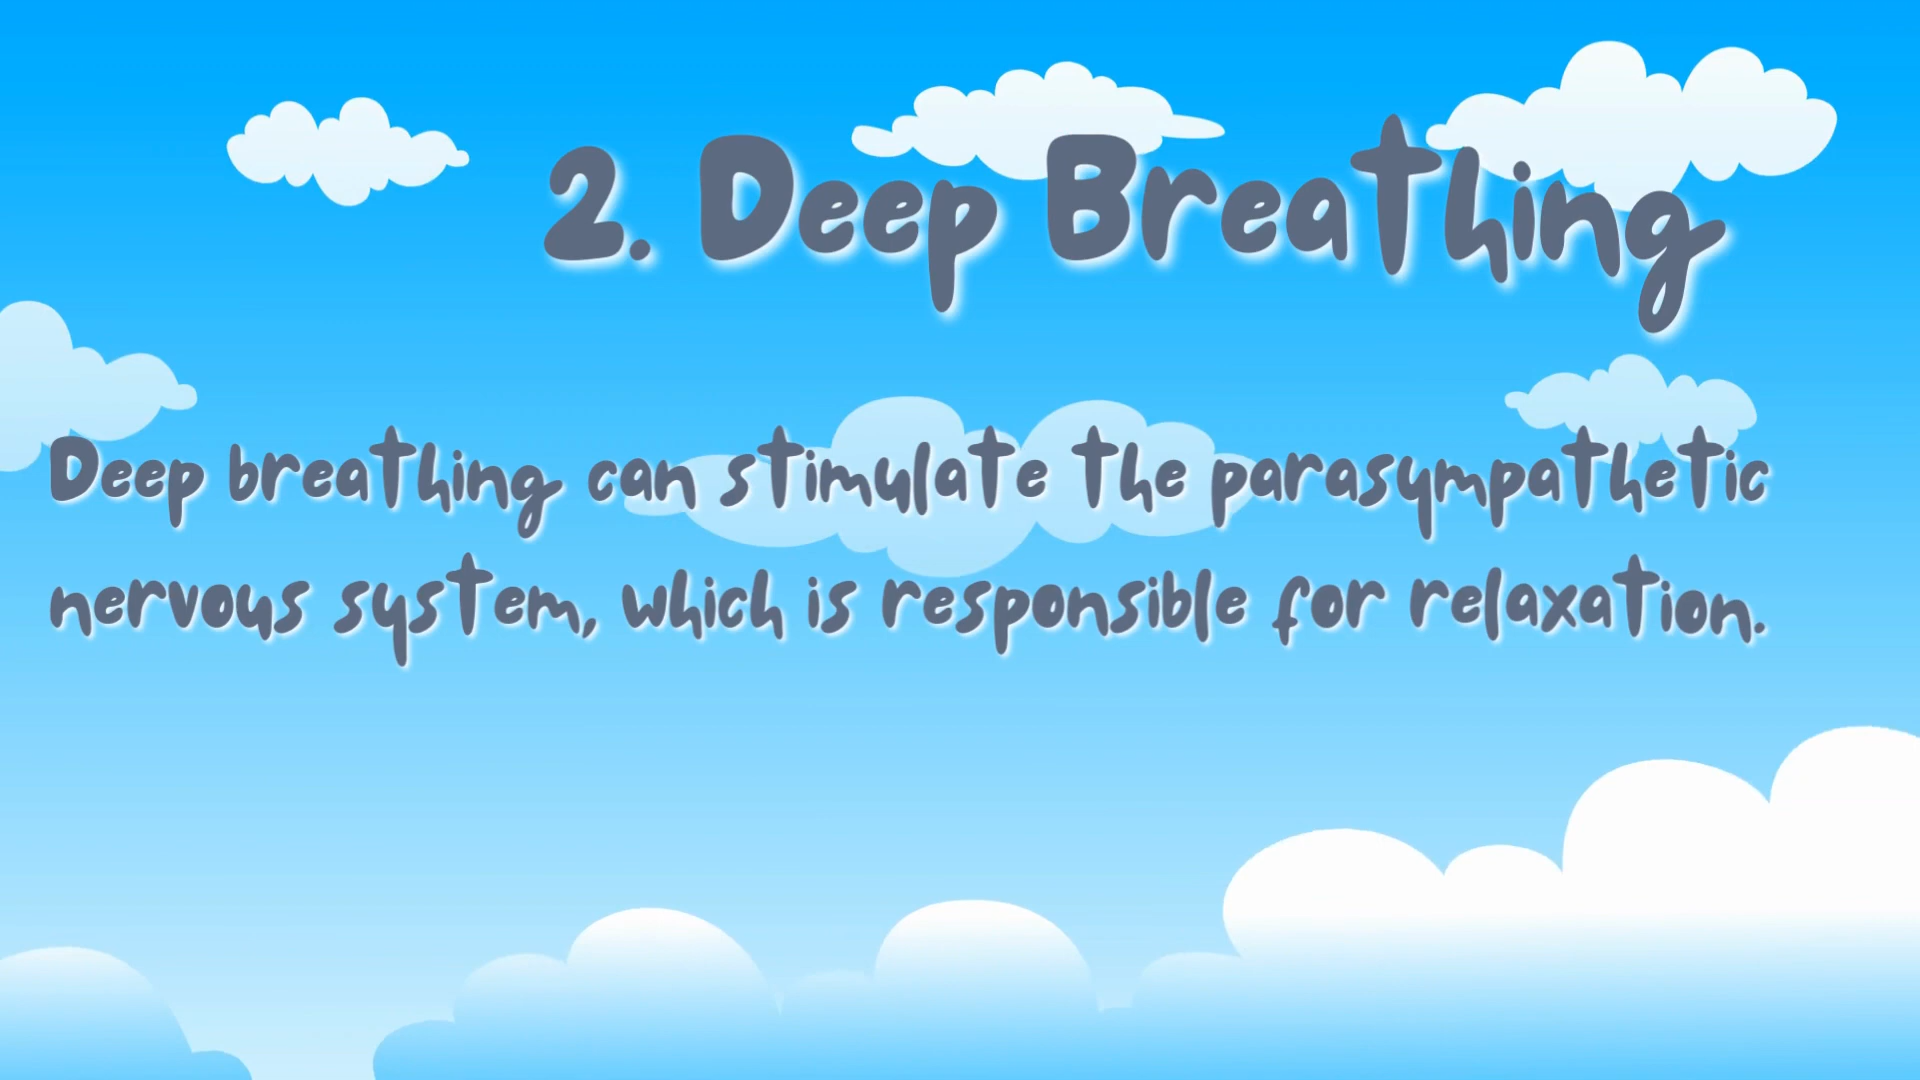 2. Deep Breathing
Deep breathing can stimulate the parasympathetic
nervous system, which is responsible for relaxation.